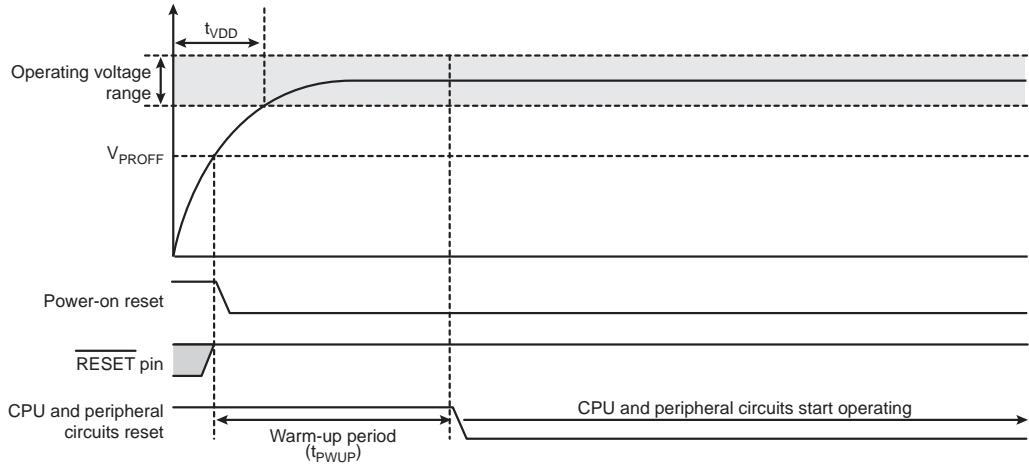 tVDD
Operating voltage
range
VPROFF
Power-on reset
RESET pin
CPU and peripheral
circuits reset
Warm-up period
(tPWUP)
CPU and peripheral circuits start operating